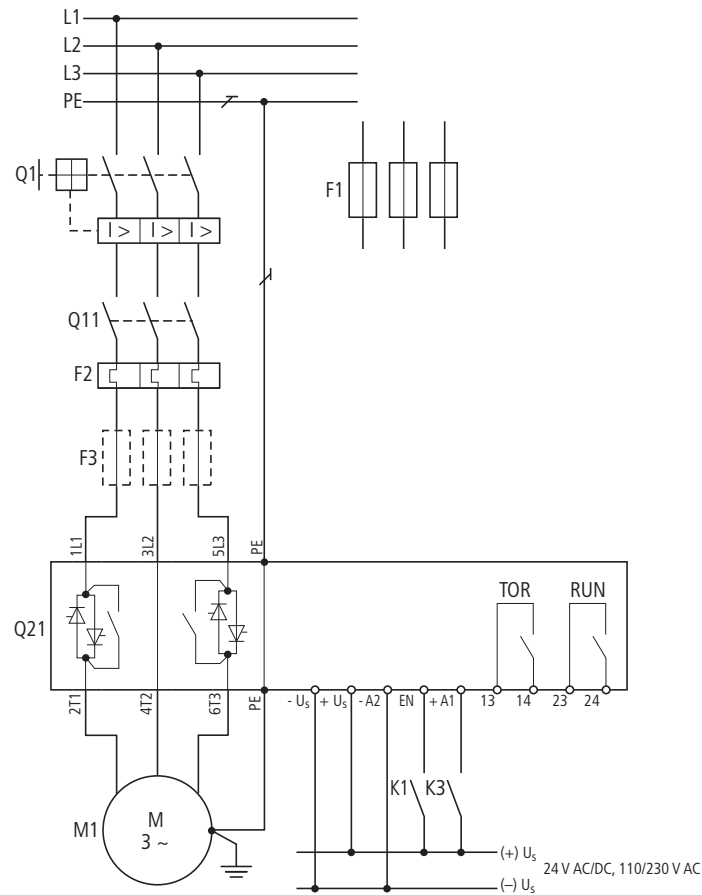 L1
L2
L3
PE
Q1
F1
I > I > I >
Q11
F2
F3
1L1 3L2 5L3 PE
TOR RUN
Q21
2T1 4T2 6T3 PE - Us + Us - A2 EN + A1 13 14 23 24
K1 K3
M1
M
3 ~
(+) Us
24 V AC/DC, 110/230 V AC
(–) Us